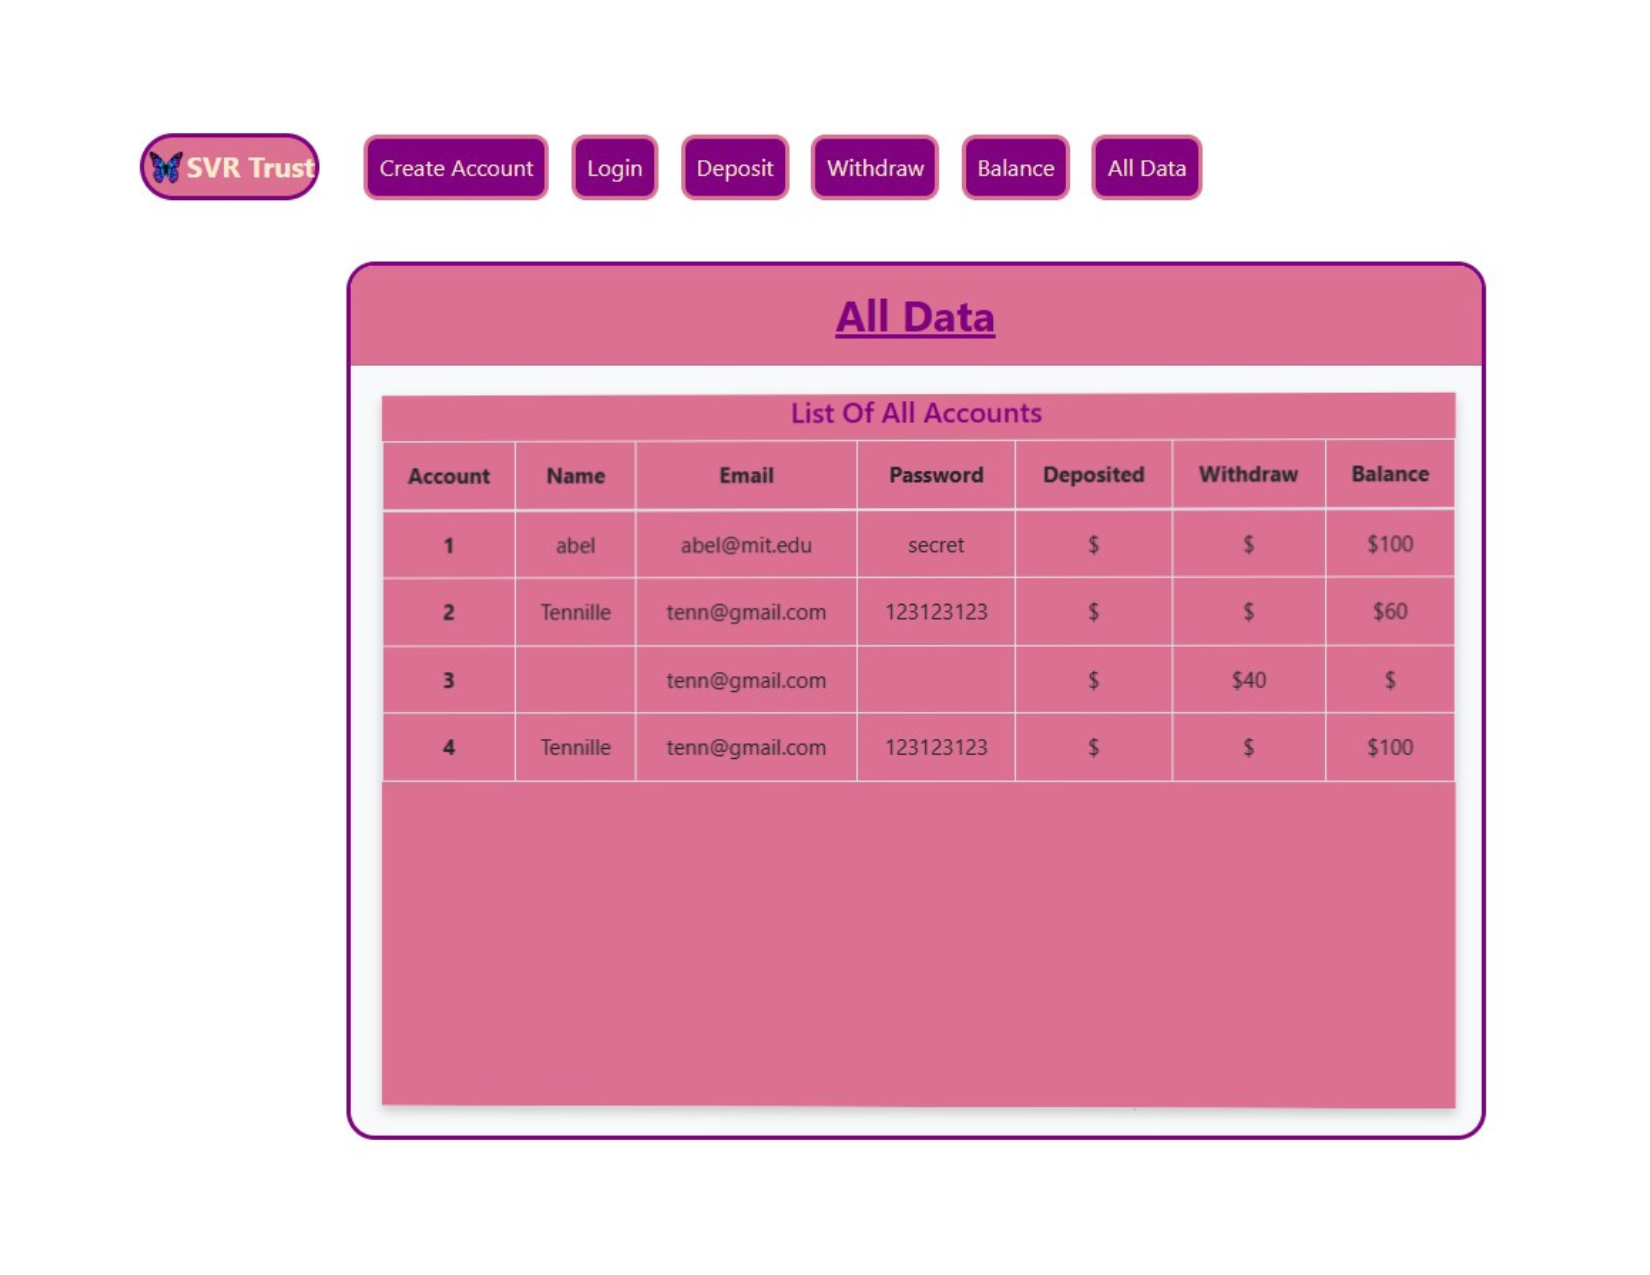 SVR Trust Create Account Login Deposit Withdraw Balance All Data
All Data
List Of All Accounts
Account Name Email Password Deposited Withdraw Balance
1 abel abel@mit.edu secret $ $ $100
2 Tennille tenn@gmail.com 123123123 $ $ $60
3 tenn@gmail.com $ $40 $
4 Tennille tenn@gmail.com 123123123 $ $ $100